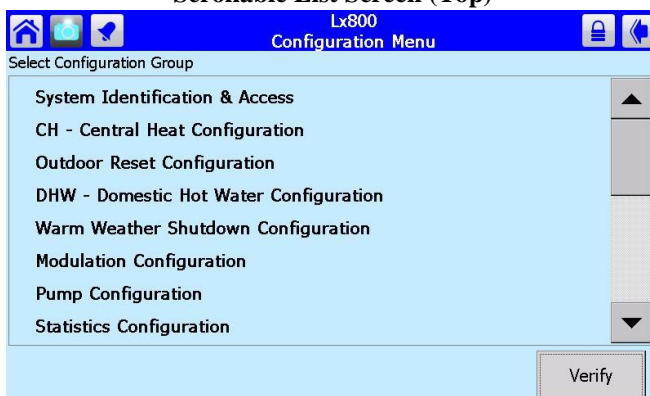 Scrollable List Screen (Top)
Lx800
Configuration Menu
Select Configuration Group
System Identification & Access
CH - Central Heat Configuration
Outdoor Reset Configuration
DHW - Domestic Hot Water Configuration
Warm Weather Shutdown Configuration
Modulation Configuration
Pump Configuration
Statistics Configuration
Verify